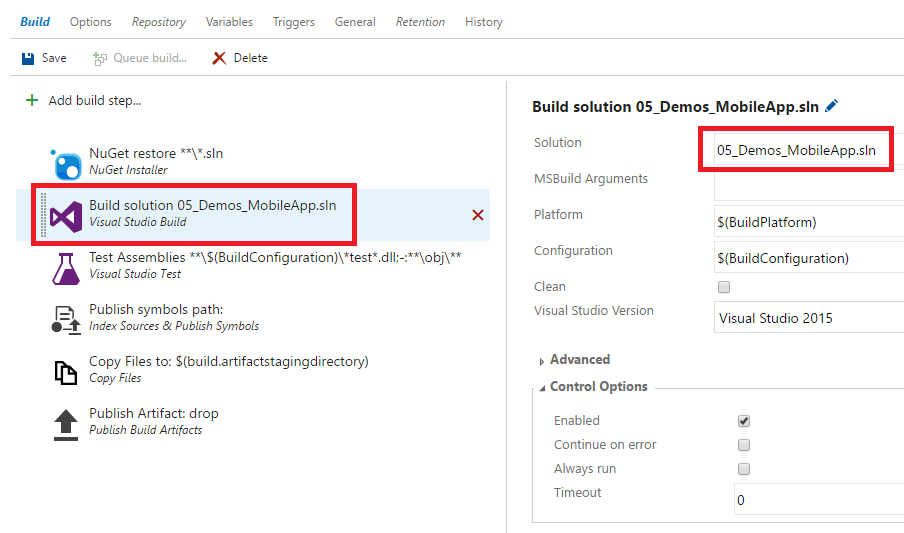 Build Options Repository Variables Triggers General Retention History
Save Queue build... Delete
Add build step...
NuGet restore **\*.sln
NuGet Installer
Build solution 05_Demos_MobileApp.sln
Visual Studio Build
Test Assemblies **\$(BuildConfiguration)\*test*.dll;-:**\obj\**
Visual Studio Test
Publish symbols path:
Index Sources & Publish Symbols
Copy Files to: $(build.artifactstagingdirectory)
Copy Files
Publish Artifact: drop
Publish Build Artifacts
Build solution 05_Demos_MobileApp.sln
Solution 05_Demos_MobileApp.sln
MSBuild Arguments
Platform $(BuildPlatform)
Configuration $(BuildConfiguration)
Clean
Visual Studio Version Visual Studio 2015
Advanced
Control Options
Enabled
Continue on error
Always run
Timeout 0